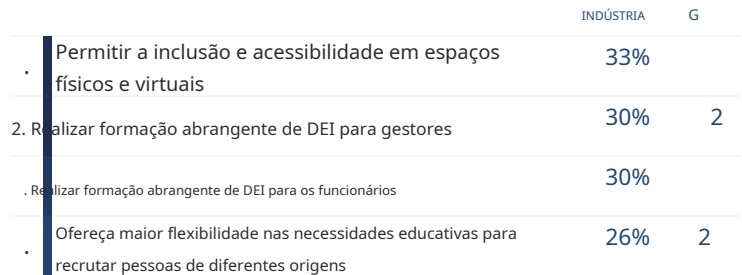 INDÚSTRIA G
Permitir a inclusão e acessibilidade em espaços
físicos e virtuais
. 33%
2. Realizar formação abrangente de DEI para gestores 30% 2
. Realizar formação abrangente de DEI para os funcionários 30%
Ofereça maior flexibilidade nas necessidades educativas para 26% 2
. recrutar pessoas de diferentes origens